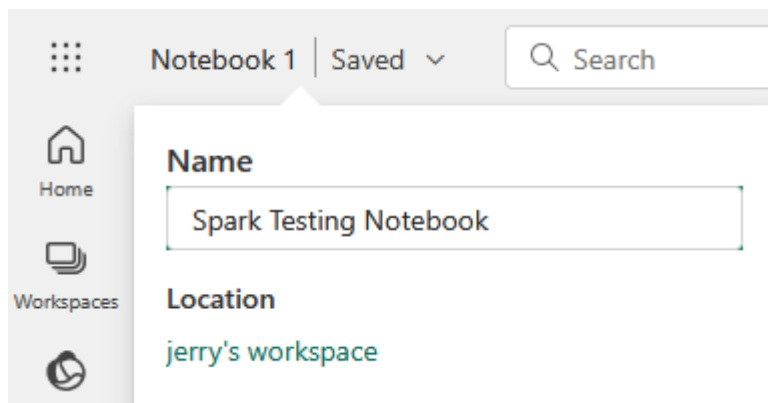 Notebook 1 Saved Search
Home
Name
Spark Testing Notebook
Workspaces
Location
jerry's workspace